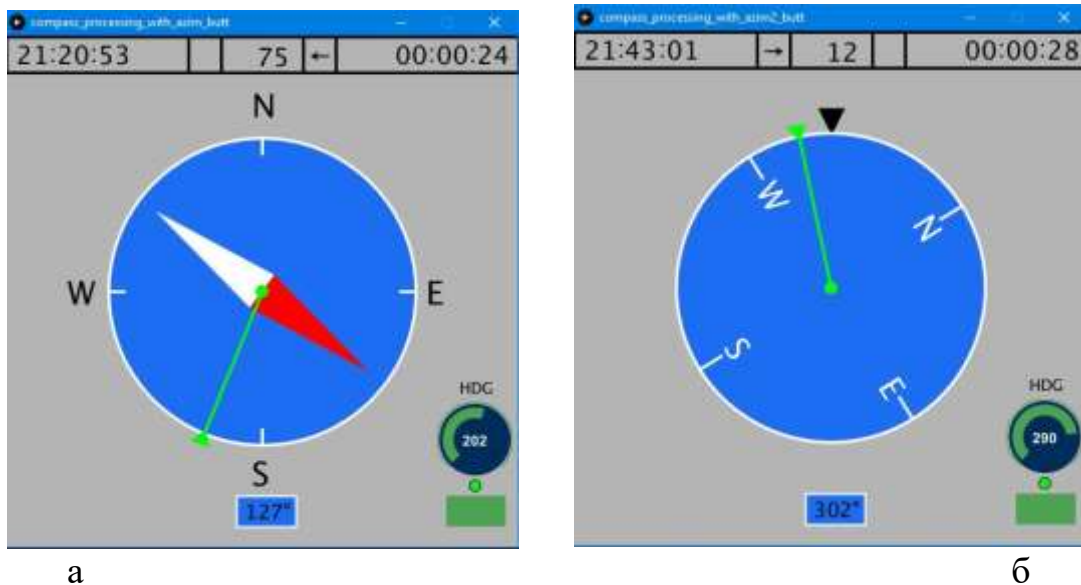 compass_processing_with_azim_butt
21:20:53 75 ← 00:00:24
N
W E
S
HDG
202
127°
а
compass_processing_with_azim2_butt
21:43:01 → 12 00:00:28
W
N
S
E
HDG
290
302°
б